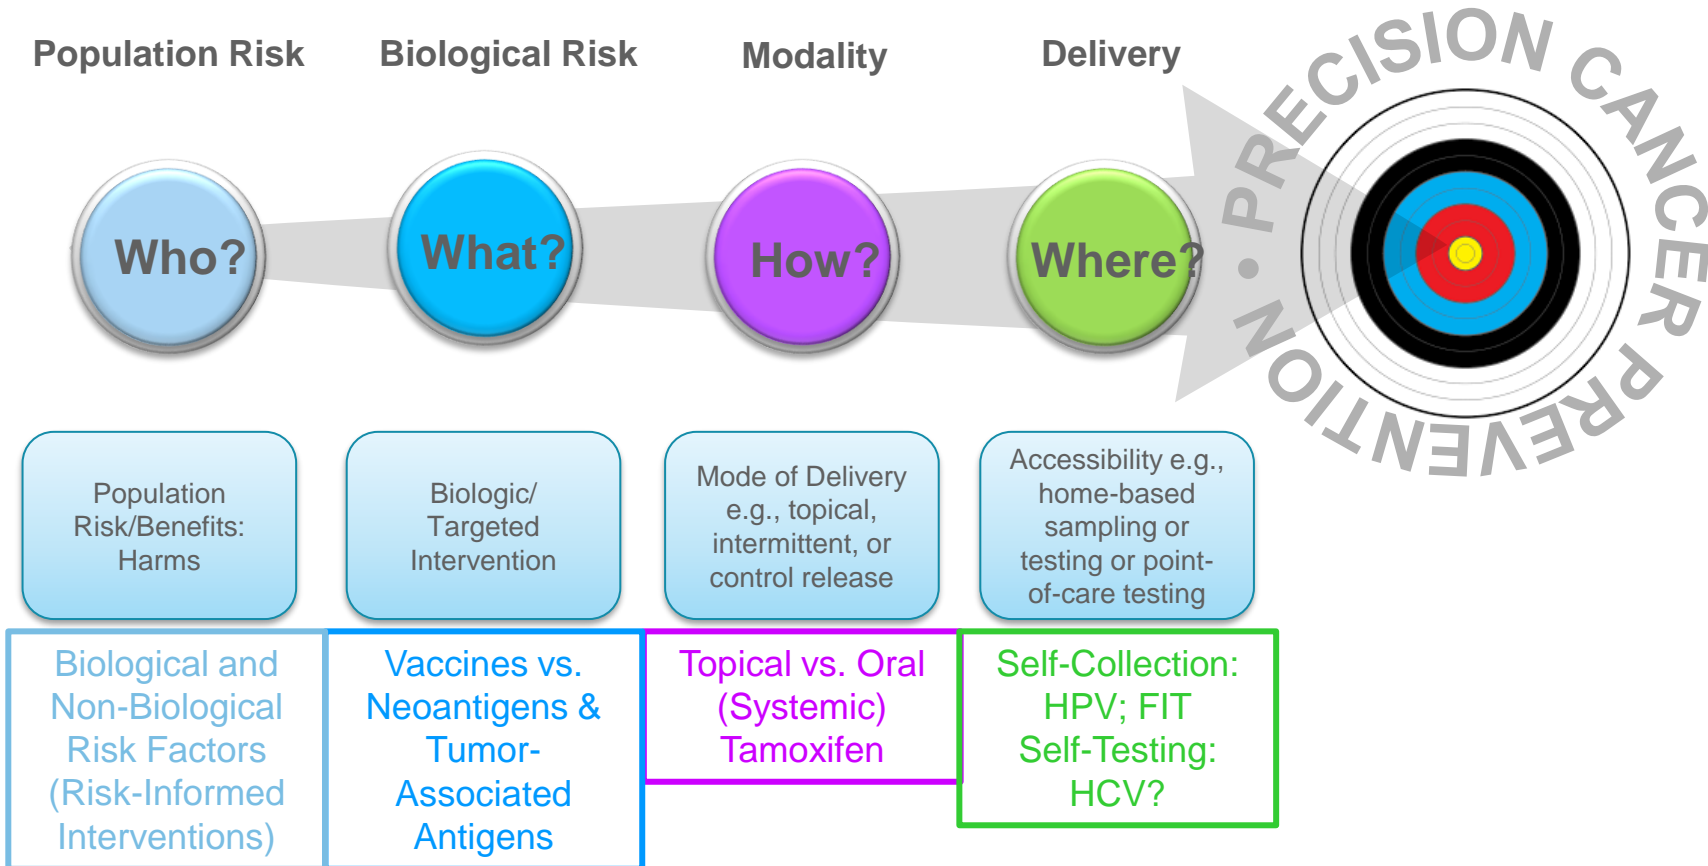 Population Risk
Biological Risk
Modality
Delivery
Who?
What?
How?
Where?
PRECISION CANCER PREVENTION •
Population
Risk/Benefits:
Harms
Biologic/
Targeted
Intervention
Mode of Delivery
e.g., topical,
intermittent, or
control release
Accessibility e.g.,
home-based
sampling or
testing or point-
of-care testing
Biological and
Non-Biological
Risk Factors
(Risk-Informed
Interventions)
Vaccines vs.
Neoantigens &
Tumor-
Associated
Antigens
Topical vs. Oral
(Systemic)
Tamoxifen
Self-Collection:
HPV; FIT
Self-Testing:
HCV?